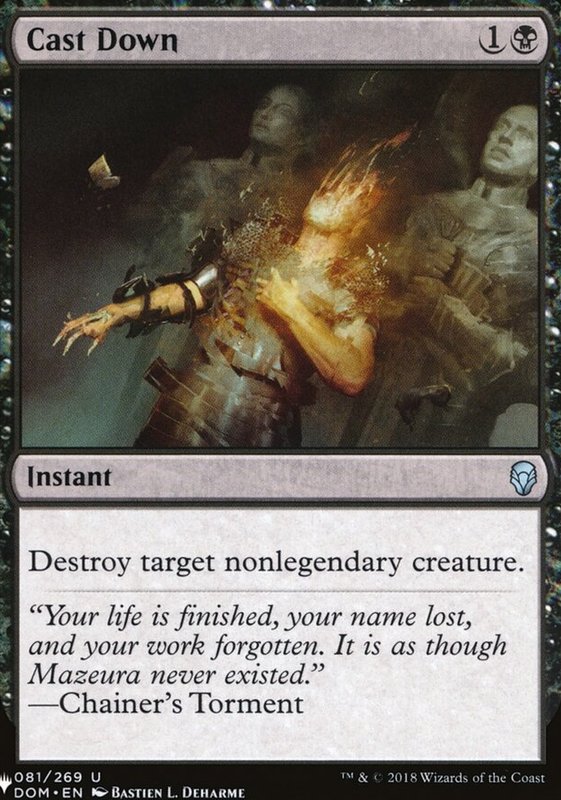 Cast Down 1
Instant
Destroy target nonlegendary creature.
“Your life is finished, your name lost,
and your work forgotten. It is as though
Mazeura never existed.”
—Chainer’s Torment
081/269 U
DOM • EN Bastien L. Deharme
™ & © 2018 Wizards of the Coast